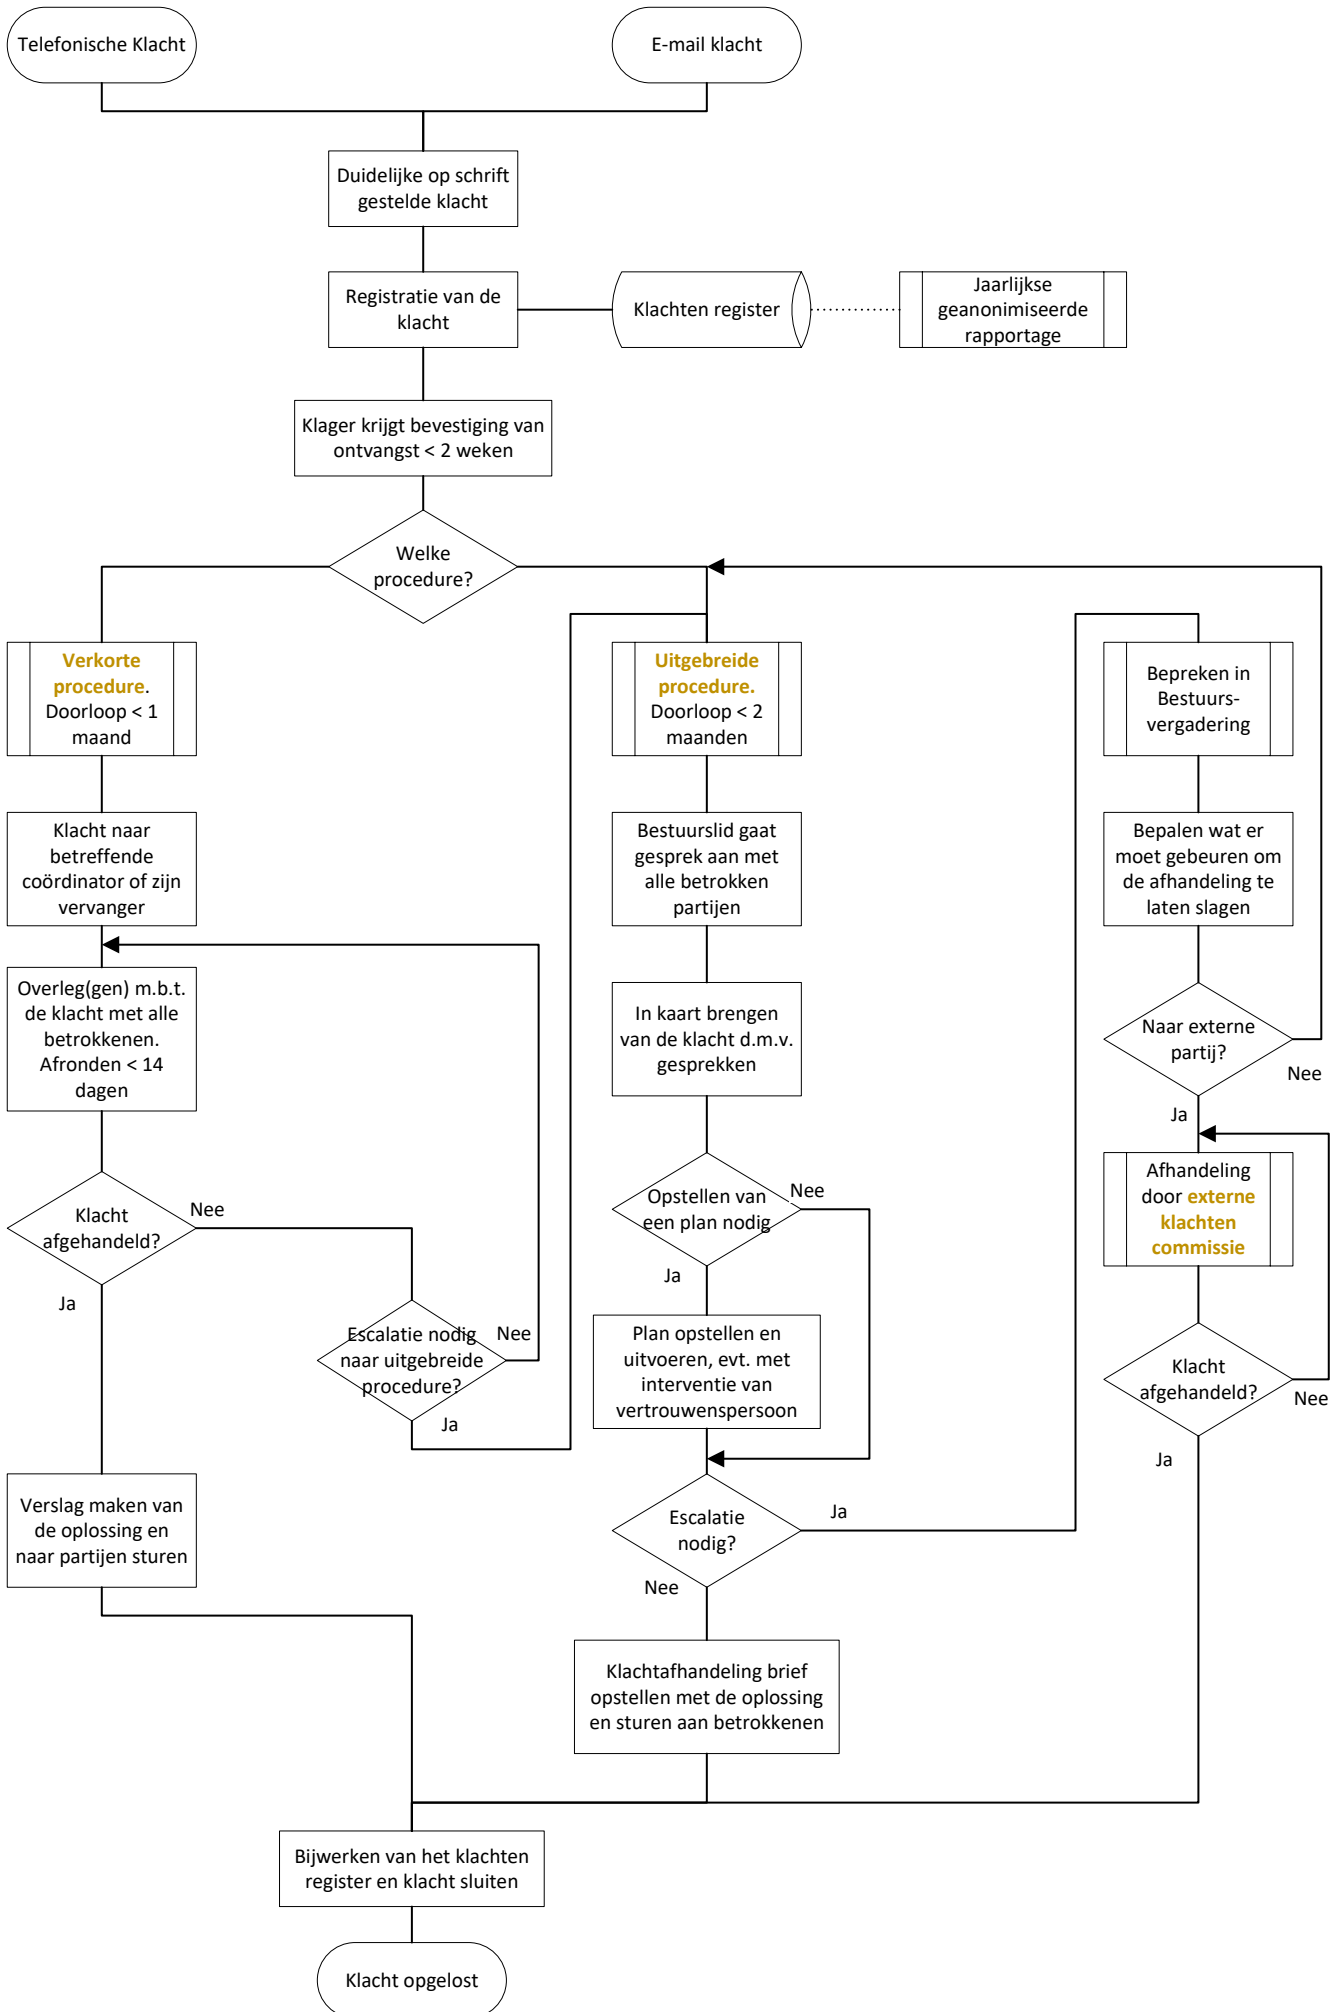 Telefonische Klacht
E-mail klacht
Duidelijke op schrift
gestelde klacht
Registratie van de
klacht
Klachten register
Jaarlijkse
geanonimiseerde
rapportage
Klager krijgt bevestiging van
ontvangst < 2 weken
Welke
procedure?
Verkorte
procedure.
Doorloop < 1
maand
Uitgebreide
procedure.
Doorloop < 2
maanden
Bepreken in
Bestuurs-
vergadering
Klacht naar
betreffende
coördinator of zijn
vervanger
Bestuurslid gaat
gesprek aan met
alle betrokken
partijen
Bepalen wat er
moet gebeuren om
de afhandeling te
laten slagen
Overleg(gen) m.b.t.
de klacht met alle
betrokkenen.
Afronden < 14
dagen
In kaart brengen
van de klacht d.m.v.
gesprekken
Naar externe
partij?
Nee
Ja
Klacht
afgehandeld?
Nee
Ja
Opstellen van
een plan nodig
Nee
Ja
Afhandeling
door externe
klachten
commissie
Escalatie nodig
naar uitgebreide
procedure?
Nee
Ja
Plan opstellen en
uitvoeren, evt. met
interventie van
vertrouwenspersoon
Klacht
afgehandeld?
Nee
Ja
Verslag maken van
de oplossing en
naar partijen sturen
Escalatie
nodig?
Ja
Nee
Klachtafhandeling brief
opstellen met de oplossing
en sturen aan betrokkenen
Bijwerken van het klachten
register en klacht sluiten
Klacht opgelost